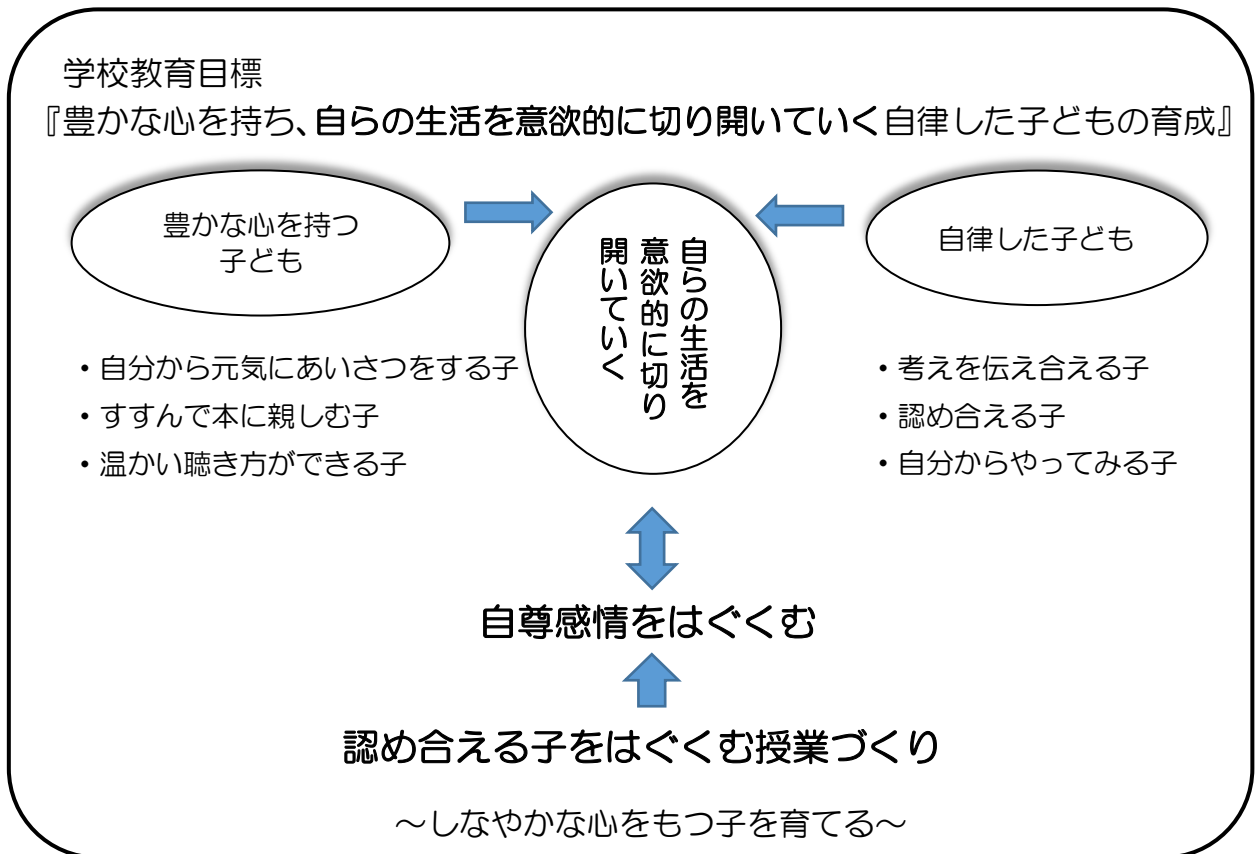 学校教育目標
『豊かな心を持ち、自らの生活を意欲的に切り開いていく自律した子どもの育成』
豊かな心を持つ
子ども
自らの生活を
意欲的に切り
開いていく
自律した子ども
・自分から元気にあいさつをする子
・すすんで本に親しむ子
・温かい聴き方ができる子
・考えを伝え合える子
・認め合える子
・自分からやってみる子
自尊感情をはぐくむ
認め合える子をはぐくむ授業づくり
～しなやかな心をもつ子を育てる～